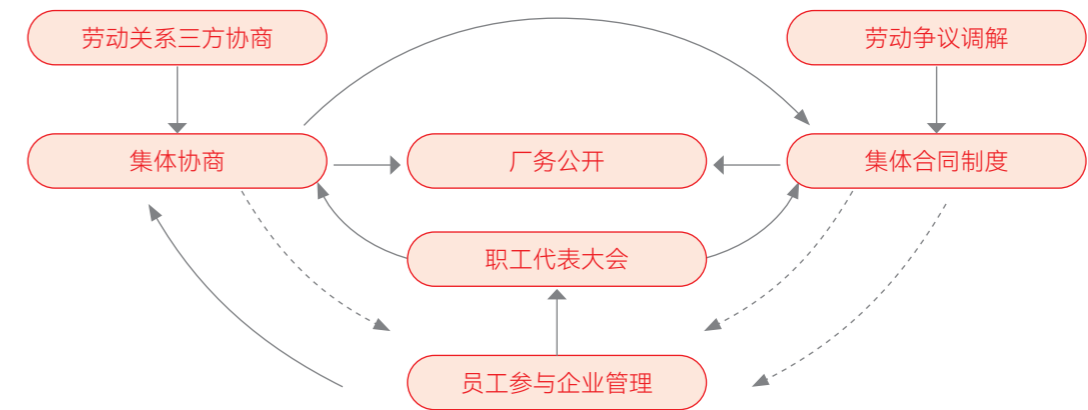 劳动关系三方协商
劳动争议调解
集体协商
厂务公开
集体合同制度
职工代表大会
员工参与企业管理